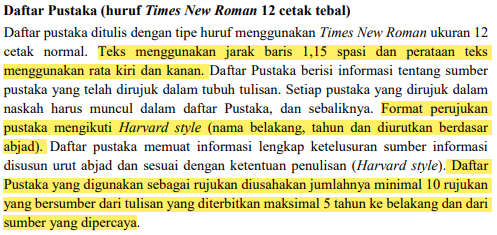 Daftar Pustaka (huruf Times New Roman 12 cetak tebal)
Daftar pustaka ditulis dengan tipe huruf menggunakan Times New Roman ukuran 12
cetak normal. Teks menggunakan jarak baris 1,15 spasi dan perataan teks
menggunakan rata kiri dan kanan. Daftar Pustaka berisi informasi tentang sumber
pustaka yang telah dirujuk dalam tubuh tulisan. Setiap pustaka yang dirujuk dalam
naskah harus muncul dalam daftar Pustaka, dan sebaliknya. Format perujukan
pustaka mengikuti Harvard style (nama belakang, tahun dan diurutkan berdasar
abjad). Daftar pustaka memuat informasi lengkap ketelusuran sumber informasi
disusun urut abjad dan sesuai dengan ketentuan penulisan (Harvard style). Daftar
Pustaka yang digunakan sebagai rujukan diusahakan jumlahnya minimal 10 rujukan
yang bersumber dari tulisan yang diterbitkan maksimal 5 tahun ke belakang dan dari
sumber yang dipercaya.